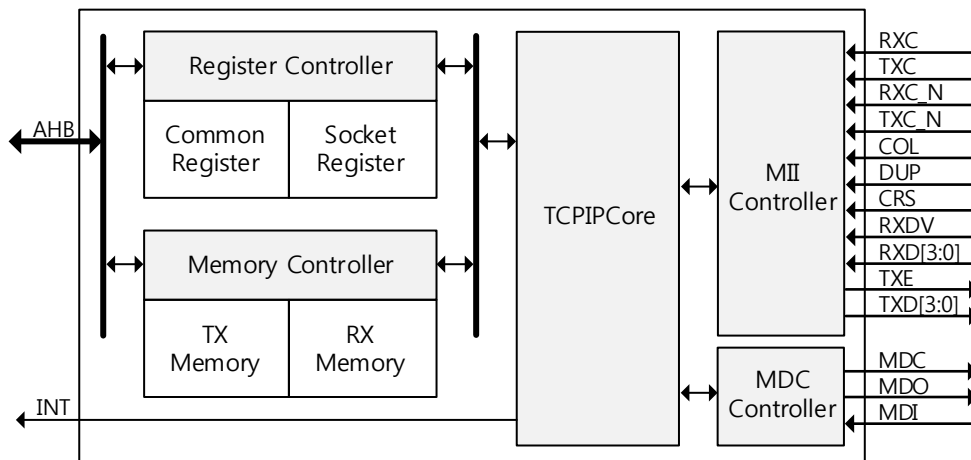 AHB
Register Controller
Common
Register
Socket
Register
Memory Controller
TX
Memory
RX
Memory
INT
TCPIPCore
MII
Controller
MDC
Controller
RXC
TXC
RXC_N
TXC_N
COL
DUP
CRS
RXDV
RXD[3:0]
TXE
TXD[3:0]
MDC
MDO
MDI